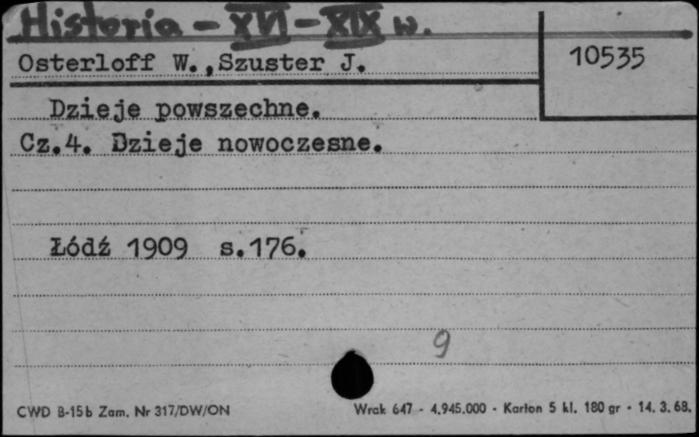 Historia - XVI - XIX w.
Osterloff W., Szuster J.
10535
Dzieje powszechne.
Cz.4. Dzieje nowoczesne.
Łódź 1909 s.176.
9
CWD B-15b Zam. Nr 317/DW/ON
Wrak 647 - 4.945.000 - Karton 5 kl. 180 gr - 14. 3. 68.